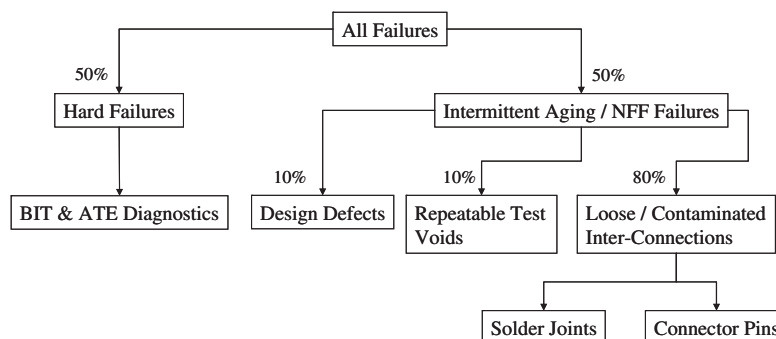 All Failures
50%
50%
Hard Failures
Intermittent Aging / NFF Failures
10%
10%
80%
BIT & ATE Diagnostics
Design Defects
Repeatable Test
Voids
Loose / Contaminated
Inter-Connections
Solder Joints
Connector Pins